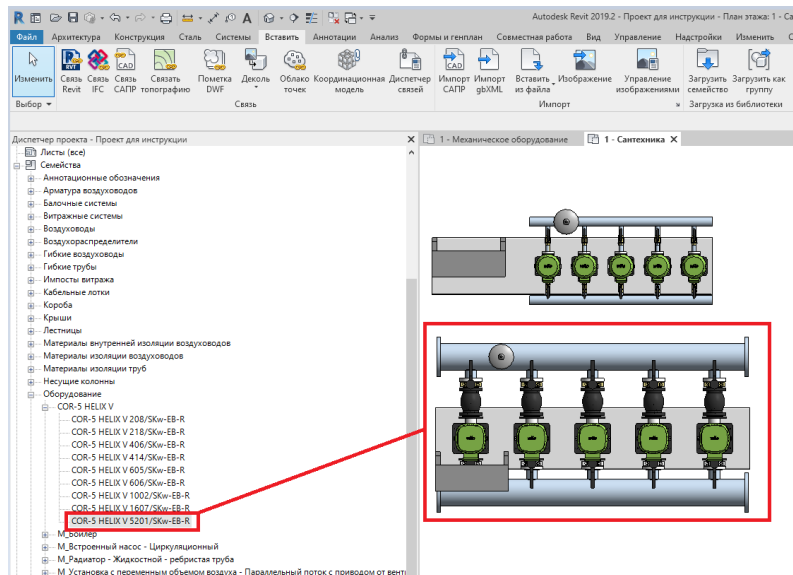 Autodesk Revit 2019.2 - Проект для инструкции - План этажа: 1 - Са
Файл Архитектура Конструкция Сталь Системы Вставить Аннотации Анализ Формы и генплан Совместная работа Вид Управление Надстройки Изменить
Изменить Связь Revit Связь IFC Связь САПР Связать топографию Пометка DWF Деколь Облако точек Координационная модель Диспетчер связей Импорт САПР Импорт gbXML Вставить из файла Изображение Управление изображениями Загрузить семейство Загрузить как группу
Выбор Связь Импорт Загрузка из библиотеки
Диспетчер проекта - Проект для инструкции
1 - Механическое оборудование 1 - Сантехника
Листы (все)
Семейства
Аннотационные обозначения
Арматура воздуховодов
Балочные системы
Витражные системы
Воздуховоды
Воздухораспределители
Гибкие воздуховоды
Гибкие трубы
Импосты витража
Кабельные лотки
Короба
Крыши
Лестницы
Материалы внутренней изоляции воздуховодов
Материалы изоляции воздуховодов
Материалы изоляции труб
Несущие колонны
Оборудование
COR-5 HELIX V
COR-5 HELIX V 208/SKw-EB-R
COR-5 HELIX V 218/SKw-EB-R
COR-5 HELIX V 406/SKw-EB-R
COR-5 HELIX V 414/SKw-EB-R
COR-5 HELIX V 605/SKw-EB-R
COR-5 HELIX V 606/SKw-EB-R
COR-5 HELIX V 1002/SKw-EB-R
COR-5 HELIX V 1607/SKw-EB-R
COR-5 HELIX V 5201/SKw-EB-R
M_Бойлер
M_Встроенный насос - Циркуляционный
M_Радиатор - Жидкостной - ребристая труба
M_Установка с переменным объемом воздуха - Параллельный поток с приводом от вент